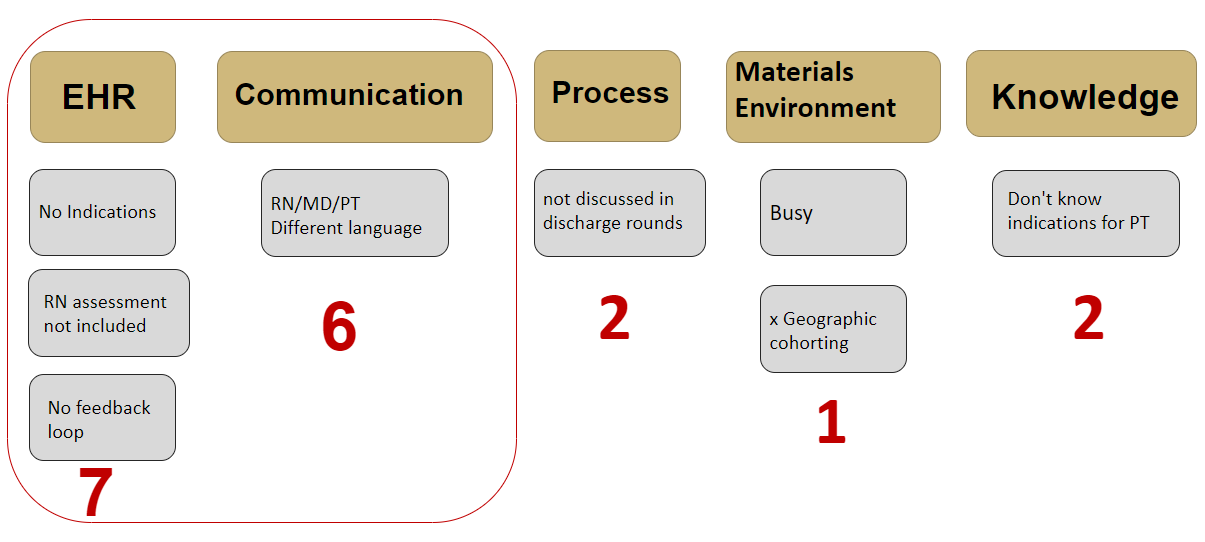 EHR
No Indications
RN assessment
not included
No feedback
loop
7
Communication
RN/MD/PT
Different language
6
Process
not discussed in
discharge rounds
2
Materials
Environment
Busy
x Geographic
cohorting
1
Knowledge
Don't know
indications for PT
2